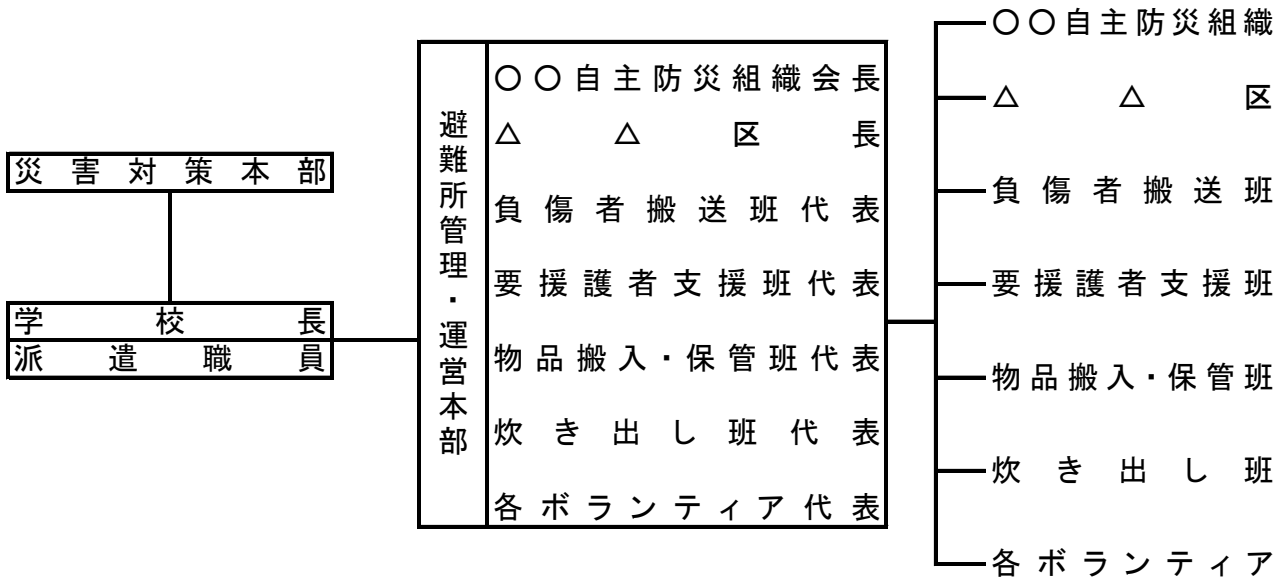 災害対策本部
学校長
派遣職員
避難所管理・運営本部
〇〇自主防災組織会長
△△区長
負傷者搬送班代表
要援護者支援班代表
物品搬入・保管班代表
炊き出し班代表
各ボランティア代表
〇〇自主防災組織
△△区
負傷者搬送班
要援護者支援班
物品搬入・保管班
炊き出し班
各ボランティア